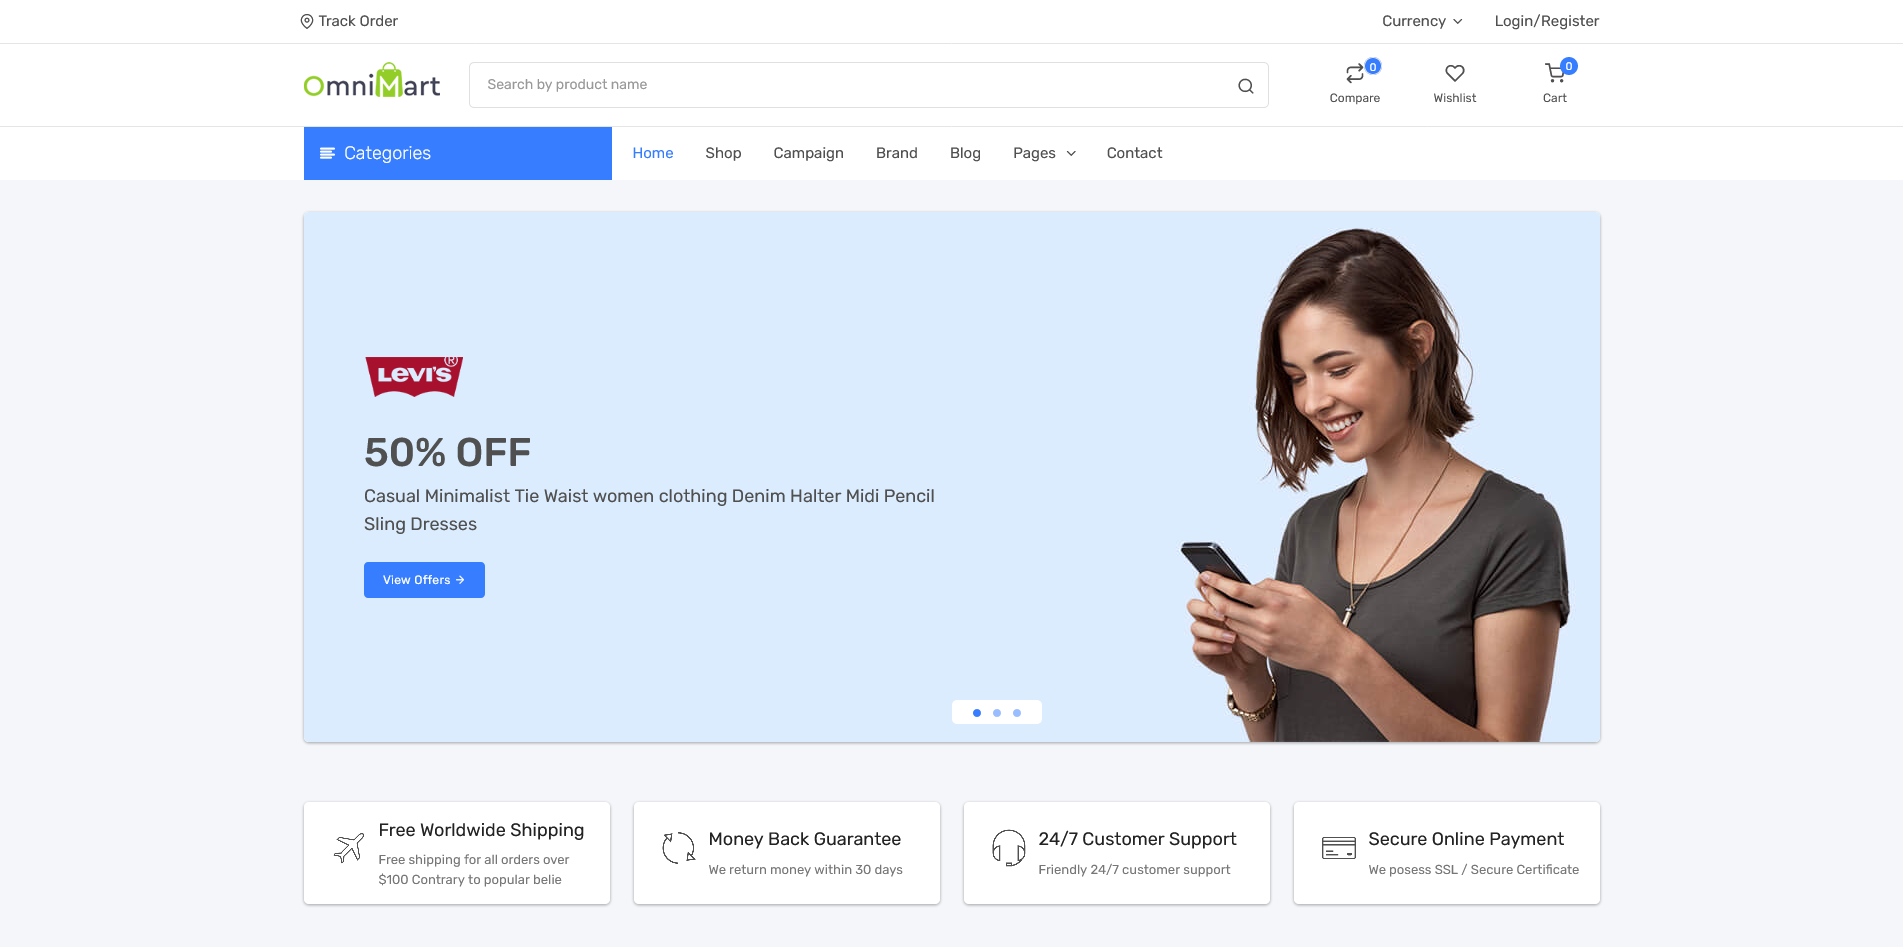 Track Order
Currency
Login/Register
OmniMart
Search by product name
0
Compare
Wishlist
0
Cart
Categories
Home
Shop
Campaign
Brand
Blog
Pages
Contact
LEVI'S®
50% OFF
Casual Minimalist Tie Waist women clothing Denim Halter Midi Pencil
Sling Dresses
View Offers →
Free Worldwide Shipping
Free shipping for all orders over
$100 Contrary to popular belie
Money Back Guarantee
We return money within 30 days
24/7 Customer Support
Friendly 24/7 customer support
Secure Online Payment
We posess SSL / Secure Certificate